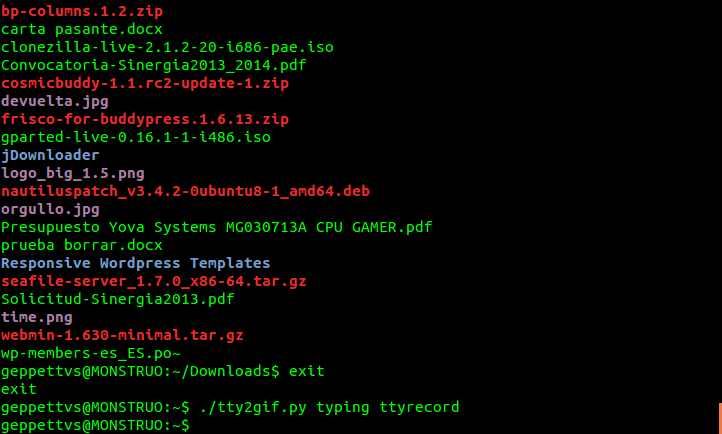 bp-columns.1.2.zip
carta pasante.docx
clonezilla-live-2.1.2-20-i686-pae.iso
Convocatoria-Sinergia2013_2014.pdf
cosmicbuddy-1.1.rc2-update-1.zip
devuelta.jpg
frisco-for-buddypress.1.6.13.zip
gparted-live-0.16.1-1-i486.iso
jDownloader
logo_big_1.5.png
nautiluspatch_v3.4.2-0ubuntu8-1_amd64.deb
orgullo.jpg
Presupuesto Yova Systems MG030713A CPU GAMER.pdf
prueba borrar.docx
Responsive Wordpress Templates
seafile-server_1.7.0_x86-64.tar.gz
Solicitud-Sinergia2013.pdf
time.png
webmin-1.630-minimal.tar.gz
wp-members-es_ES.po~
geppettvs@MONSTRUO:~/Downloads$ exit
exit
geppettvs@MONSTRUO:~$ ./tty2gif.py typing ttyrecord
geppettvs@MONSTRUO:~$